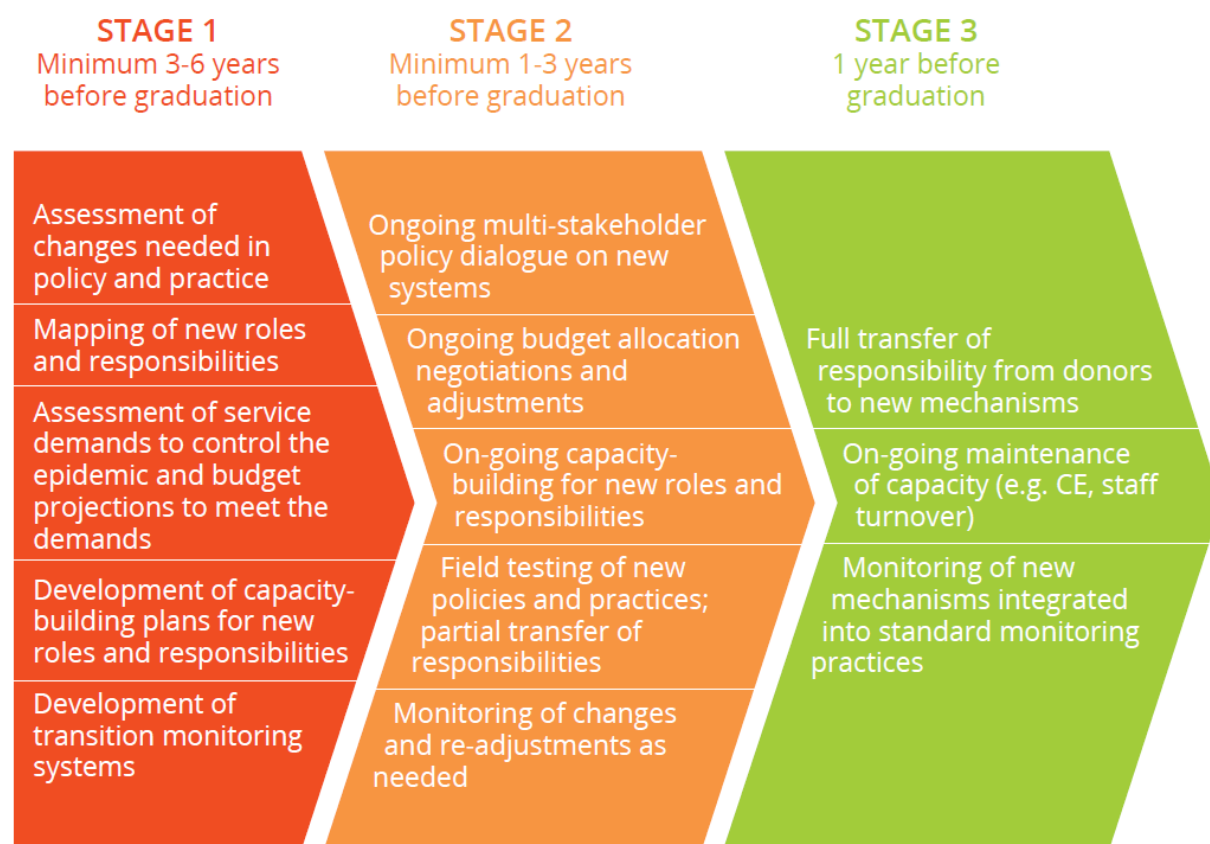 STAGE 1
Minimum 3-6 years
before graduation
STAGE 2
Minimum 1-3 years
before graduation
STAGE 3
1 year before
graduation
Assessment of
changes needed in
policy and practice
Mapping of new roles
and responsibilities
Assessment of service
demands to control the
epidemic and budget
projections to meet the
demands
Development of capacity-
building plans for new
roles and responsibilities
Development of
transition monitoring
systems
Ongoing multi-stakeholder
policy dialogue on new
systems
Ongoing budget allocation
negotiations and
adjustments
On-going capacity-
building for new roles and
responsibilities
Field testing of new
policies and practices;
partial transfer of
responsibilities
Monitoring of changes
and re-adjustments as
needed
Full transfer of
responsibility from donors
to new mechanisms
On-going maintenance
of capacity (e.g. CE, staff
turnover)
Monitoring of new
mechanisms integrated
into standard monitoring
practices